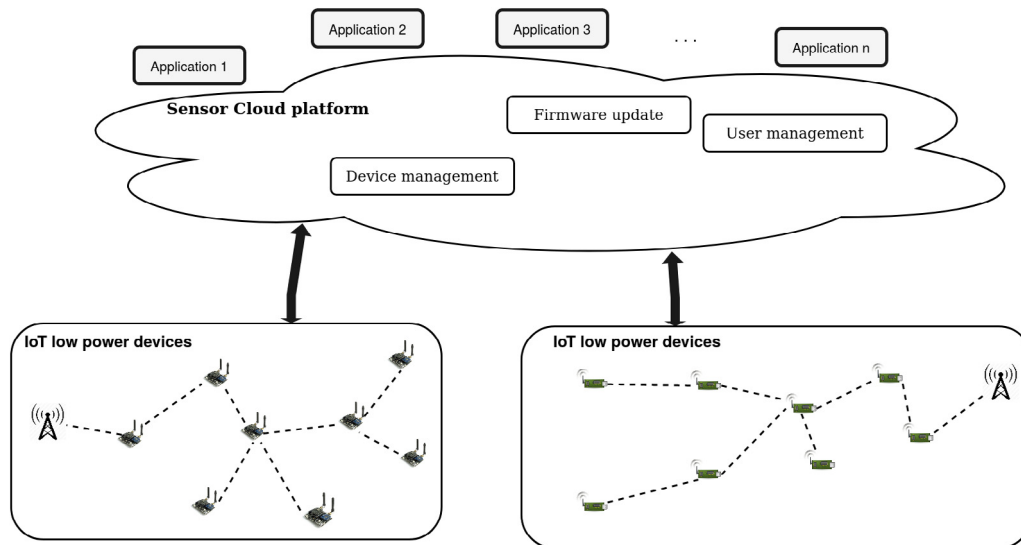 Application 1
Application 2
Application 3
. . .
Application n
Sensor Cloud platform
Firmware update
User management
Device management
IoT low power devices
IoT low power devices